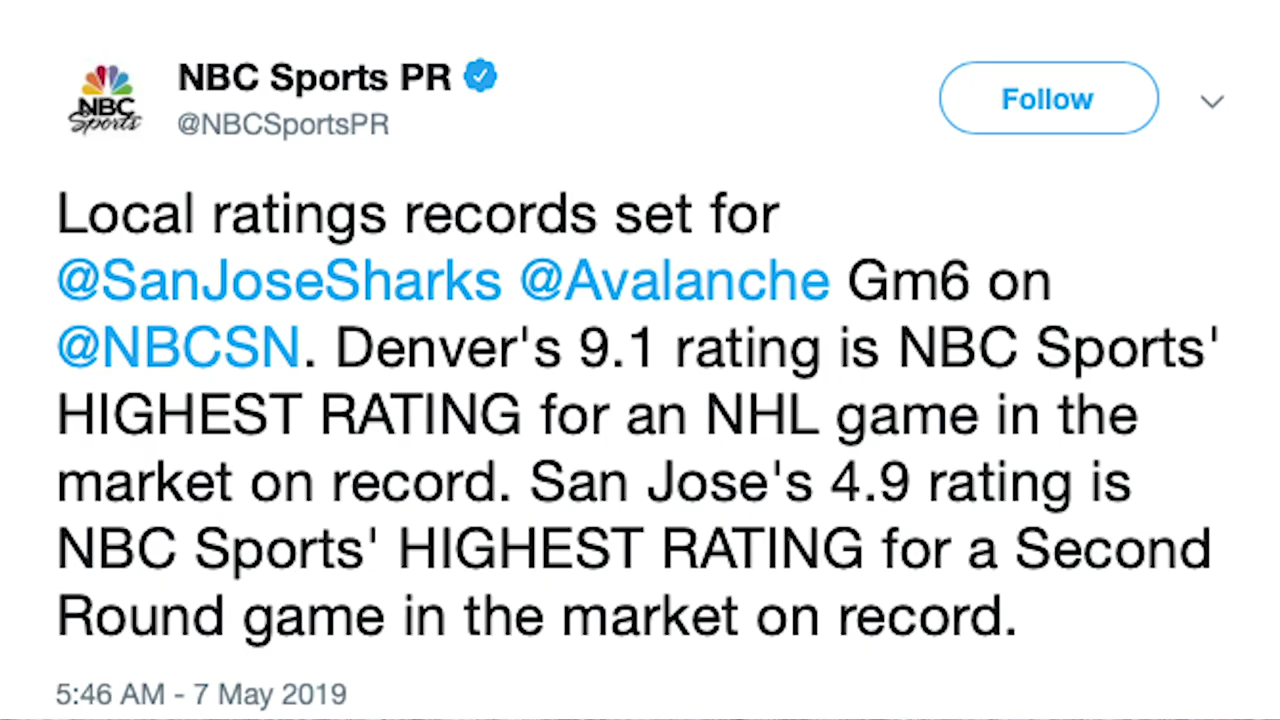 NBC Sports PR
NBC
Sports
@NBCSportsPR
Follow
Local ratings records set for
@SanJoseSharks @Avalanche Gm6 on
@NBCSN. Denver's 9.1 rating is NBC Sports'
HIGHEST RATING for an NHL game in the
market on record. San Jose's 4.9 rating is
NBC Sports' HIGHEST RATING for a Second
Round game in the market on record.
5:46 AM - 7 May 2019